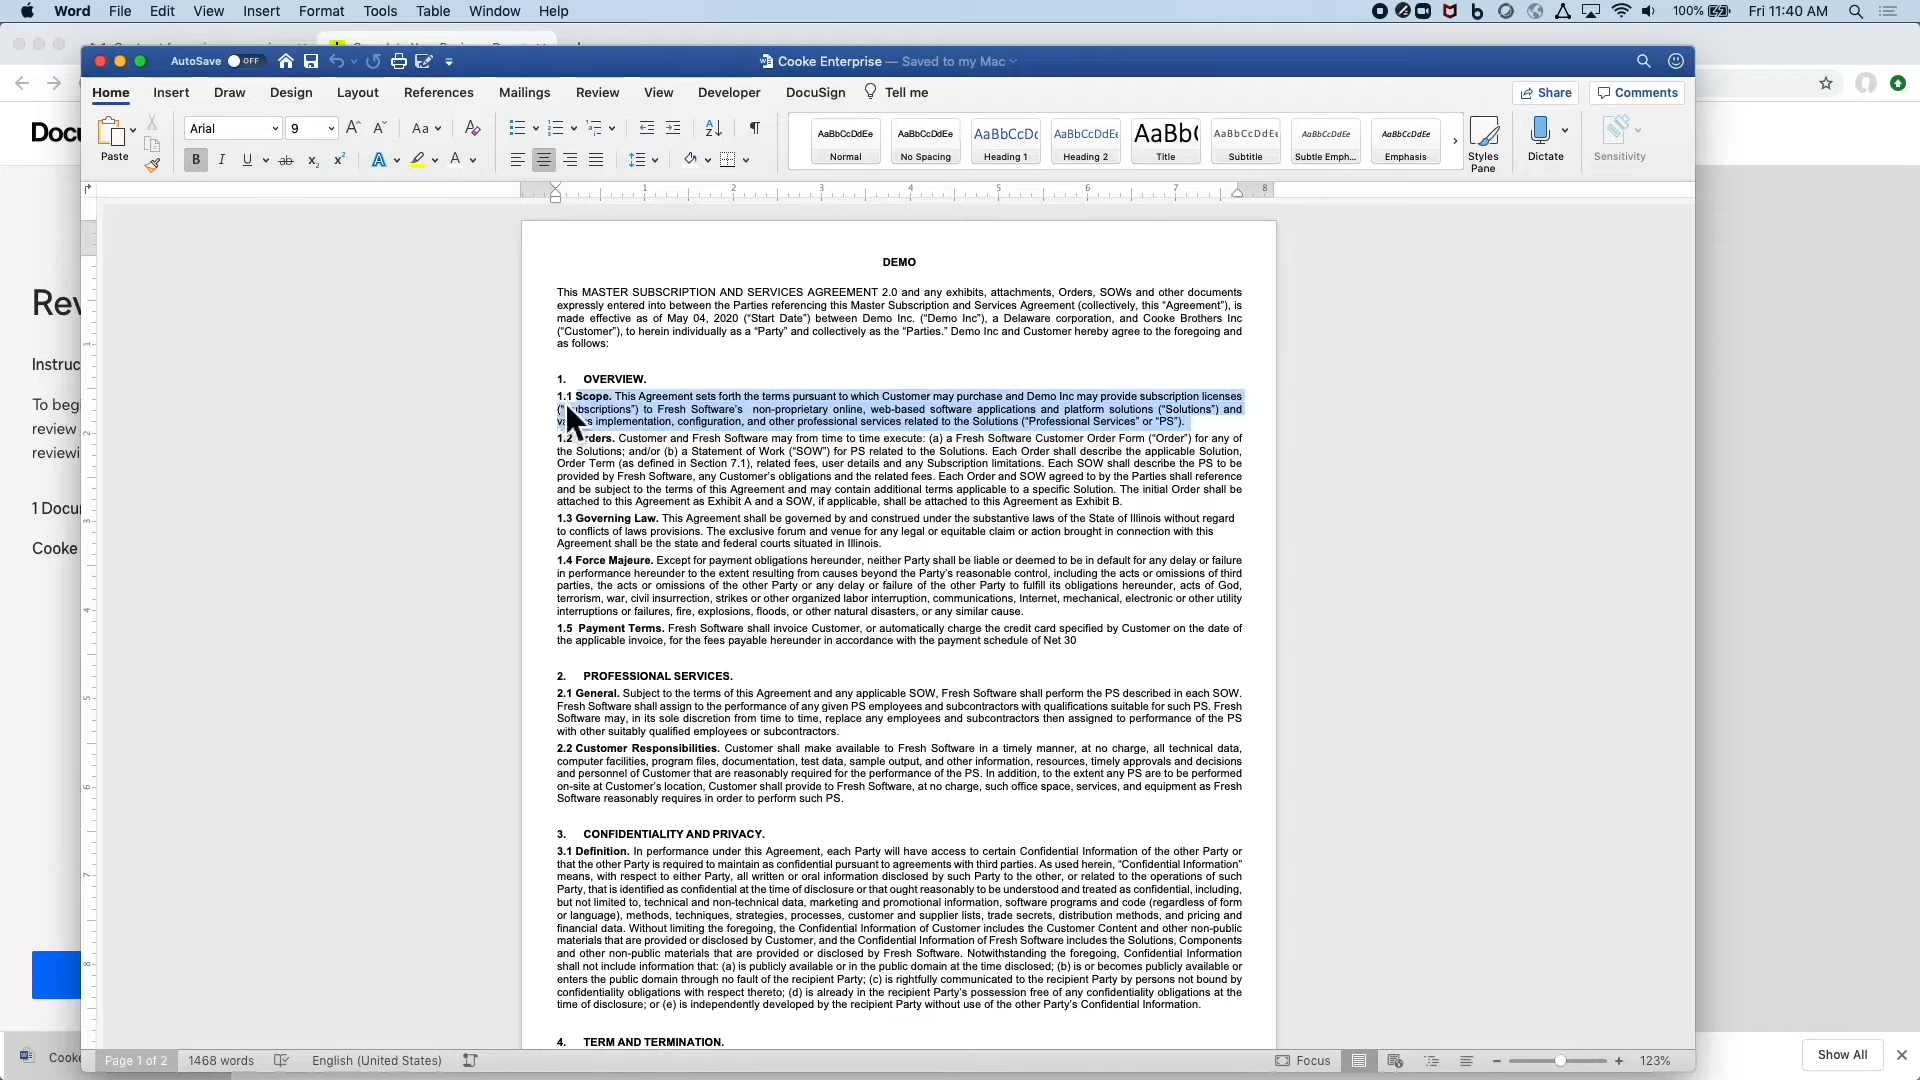 Word File Edit View Insert Format Tools Table Window Help
100% Fri 11:40 AM
AutoSave OFF
Cooke Enterprise — Saved to my Mac
Home Insert Draw Design Layout References Mailings Review View Developer DocuSign Tell me
Share Comments
Paste
Arial 9
Aa
B I U ab x₂ x² A A
AaBbCcDdEe Normal
AaBbCcDdEe No Spacing
AaBbCcDc Heading 1
AaBbCcDdEe Heading 2
AaBb( Title
AaBbCcDdEe Subtitle
AaBbCcDdEe Subtle Emph...
AaBbCcDdEe Emphasis
Styles Pane
Dictate
Sensitivity
1 2 3 4 5 6 7 8
Docu
Rev
Instruc
To beg
review
reviewi
1 Docu
Cooke
DEMO
This MASTER SUBSCRIPTION AND SERVICES AGREEMENT 2.0 and any exhibits, attachments, Orders, SOWs and other documents
expressly entered into between the Parties referencing this Master Subscription and Services Agreement (collectively, this “Agreement”), is
made effective as of May 04, 2020 (“Start Date”) between Demo Inc. (“Demo Inc”), a Delaware corporation, and Cooke Brothers Inc
(“Customer”), to herein individually as a “Party” and collectively as the “Parties.” Demo Inc and Customer hereby agree to the foregoing and
as follows:
1. OVERVIEW.
1.1 Scope. This Agreement sets forth the terms pursuant to which Customer may purchase and Demo Inc may provide subscription licenses
(“ubscriptions”) to Fresh Software’s non-proprietary online, web-based software applications and platform solutions (“Solutions”) and
va s implementation, configuration, and other professional services related to the Solutions (“Professional Services” or “PS”).
1.2 rders. Customer and Fresh Software may from time to time execute: (a) a Fresh Software Customer Order Form (“Order”) for any of
the Solutions; and/or (b) a Statement of Work (“SOW”) for PS related to the Solutions. Each Order shall describe the applicable Solution,
Order Term (as defined in Section 7.1), related fees, user details and any Subscription limitations. Each SOW shall describe the PS to be
provided by Fresh Software, any Customer’s obligations and the related fees. Each Order and SOW agreed to by the Parties shall reference
and be subject to the terms of this Agreement and may contain additional terms applicable to a specific Solution. The initial Order shall be
attached to this Agreement as Exhibit A and a SOW, if applicable, shall be attached to this Agreement as Exhibit B.
1.3 Governing Law. This Agreement shall be governed by and construed under the substantive laws of the State of Illinois without regard
to conflicts of laws provisions. The exclusive forum and venue for any legal or equitable claim or action brought in connection with this
Agreement shall be the state and federal courts situated in Illinois.
1.4 Force Majeure. Except for payment obligations hereunder, neither Party shall be liable or deemed to be in default for any delay or failure
in performance hereunder to the extent resulting from causes beyond the Party’s reasonable control, including the acts or omissions of third
parties, the acts or omissions of the other Party or any delay or failure of the other Party to fulfill its obligations hereunder, acts of God,
terrorism, war, civil insurrection, strikes or other organized labor interruption, communications, Internet, mechanical, electronic or other utility
interruptions or failures, fire, explosions, floods, or other natural disasters, or any similar cause.
1.5 Payment Terms. Fresh Software shall invoice Customer, or automatically charge the credit card specified by Customer on the date of
the applicable invoice, for the fees payable hereunder in accordance with the payment schedule of Net 30
2. PROFESSIONAL SERVICES.
2.1 General. Subject to the terms of this Agreement and any applicable SOW, Fresh Software shall perform the PS described in each SOW.
Fresh Software shall assign to the performance of any given PS employees and subcontractors with qualifications suitable for such PS. Fresh
Software may, in its sole discretion from time to time, replace any employees and subcontractors then assigned to performance of the PS
with other suitably qualified employees or subcontractors.
2.2 Customer Responsibilities. Customer shall make available to Fresh Software in a timely manner, at no charge, all technical data,
computer facilities, program files, documentation, test data, sample output, and other information, resources, timely approvals and decisions
and personnel of Customer that are reasonably required for the performance of the PS. In addition, to the extent any PS are to be performed
on-site at Customer’s location, Customer shall provide to Fresh Software, at no charge, such office space, services, and equipment as Fresh
Software reasonably requires in order to perform such PS.
3. CONFIDENTIALITY AND PRIVACY.
3.1 Definition. In performance under this Agreement, each Party will have access to certain Confidential Information of the other Party or
that the other Party is required to maintain as confidential pursuant to agreements with third parties. As used herein, “Confidential Information”
means, with respect to either Party, all written or oral information disclosed by such Party to the other, or related to the operations of such
Party, that is identified as confidential at the time of disclosure or that ought reasonably to be understood and treated as confidential, including,
but not limited to, technical and non-technical data, marketing and promotional information, software programs and code (regardless of form
or language), methods, techniques, strategies, processes, customer and supplier lists, trade secrets, distribution methods, and pricing and
financial data. Without limiting the foregoing, the Confidential Information of Customer includes the Customer Content and other non-public
materials that are provided or disclosed by Customer, and the Confidential Information of Fresh Software includes the Solutions, Components
and other non-public materials that are provided or disclosed by Fresh Software. Notwithstanding the foregoing, Confidential Information
shall not include information that: (a) is publicly available or in the public domain at the time disclosed; (b) is or becomes publicly available or
enters the public domain through no fault of the recipient Party; (c) is rightfully communicated to the recipient Party by persons not bound by
confidentiality obligations with respect thereto; (d) is already in the recipient Party’s possession free of any confidentiality obligations at the
time of disclosure; or (e) is independently developed by the recipient Party without use of the other Party’s Confidential Information.
4. TERM AND TERMINATION.
Cooke
Page 1 of 2 1468 words English (United States) Focus 123%
Show All